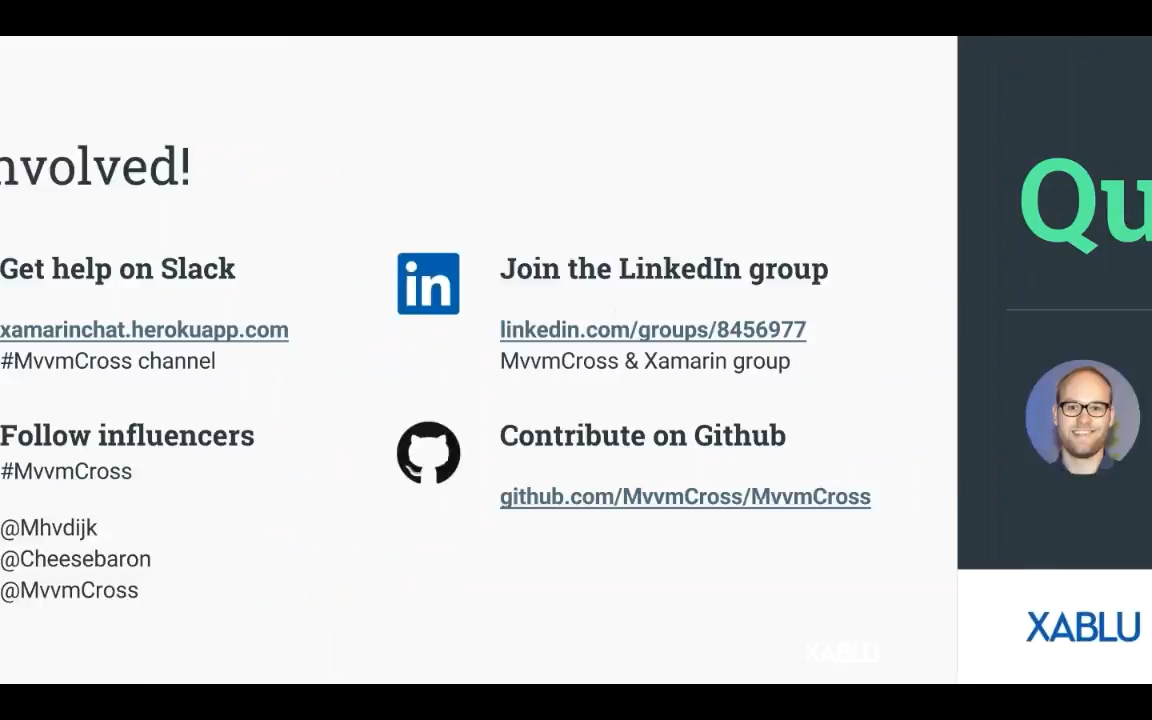 nvolved!
Get help on Slack
xamarinchat.herokuapp.com
#MvvmCross channel
Follow influencers
#MvvmCross
@Mhvdijk
@Cheesebaron
@MvvmCross
in
Join the LinkedIn group
linkedin.com/groups/8456977
MvvmCross & Xamarin group
Contribute on Github
github.com/MvvmCross/MvvmCross
XABLU
Qu
XABLU